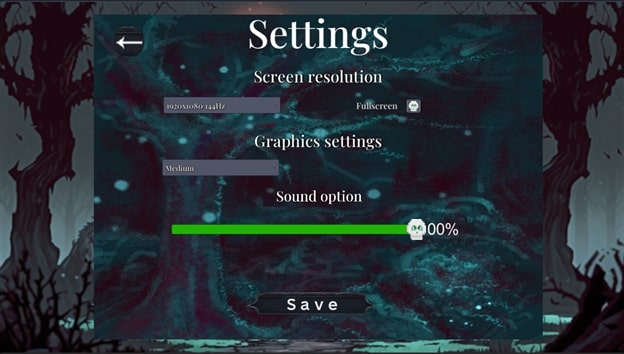 Settings
Screen resolution
1920x1080 144Hz
Fullscreen
Graphics settings
Medium
Sound option
00%
Save